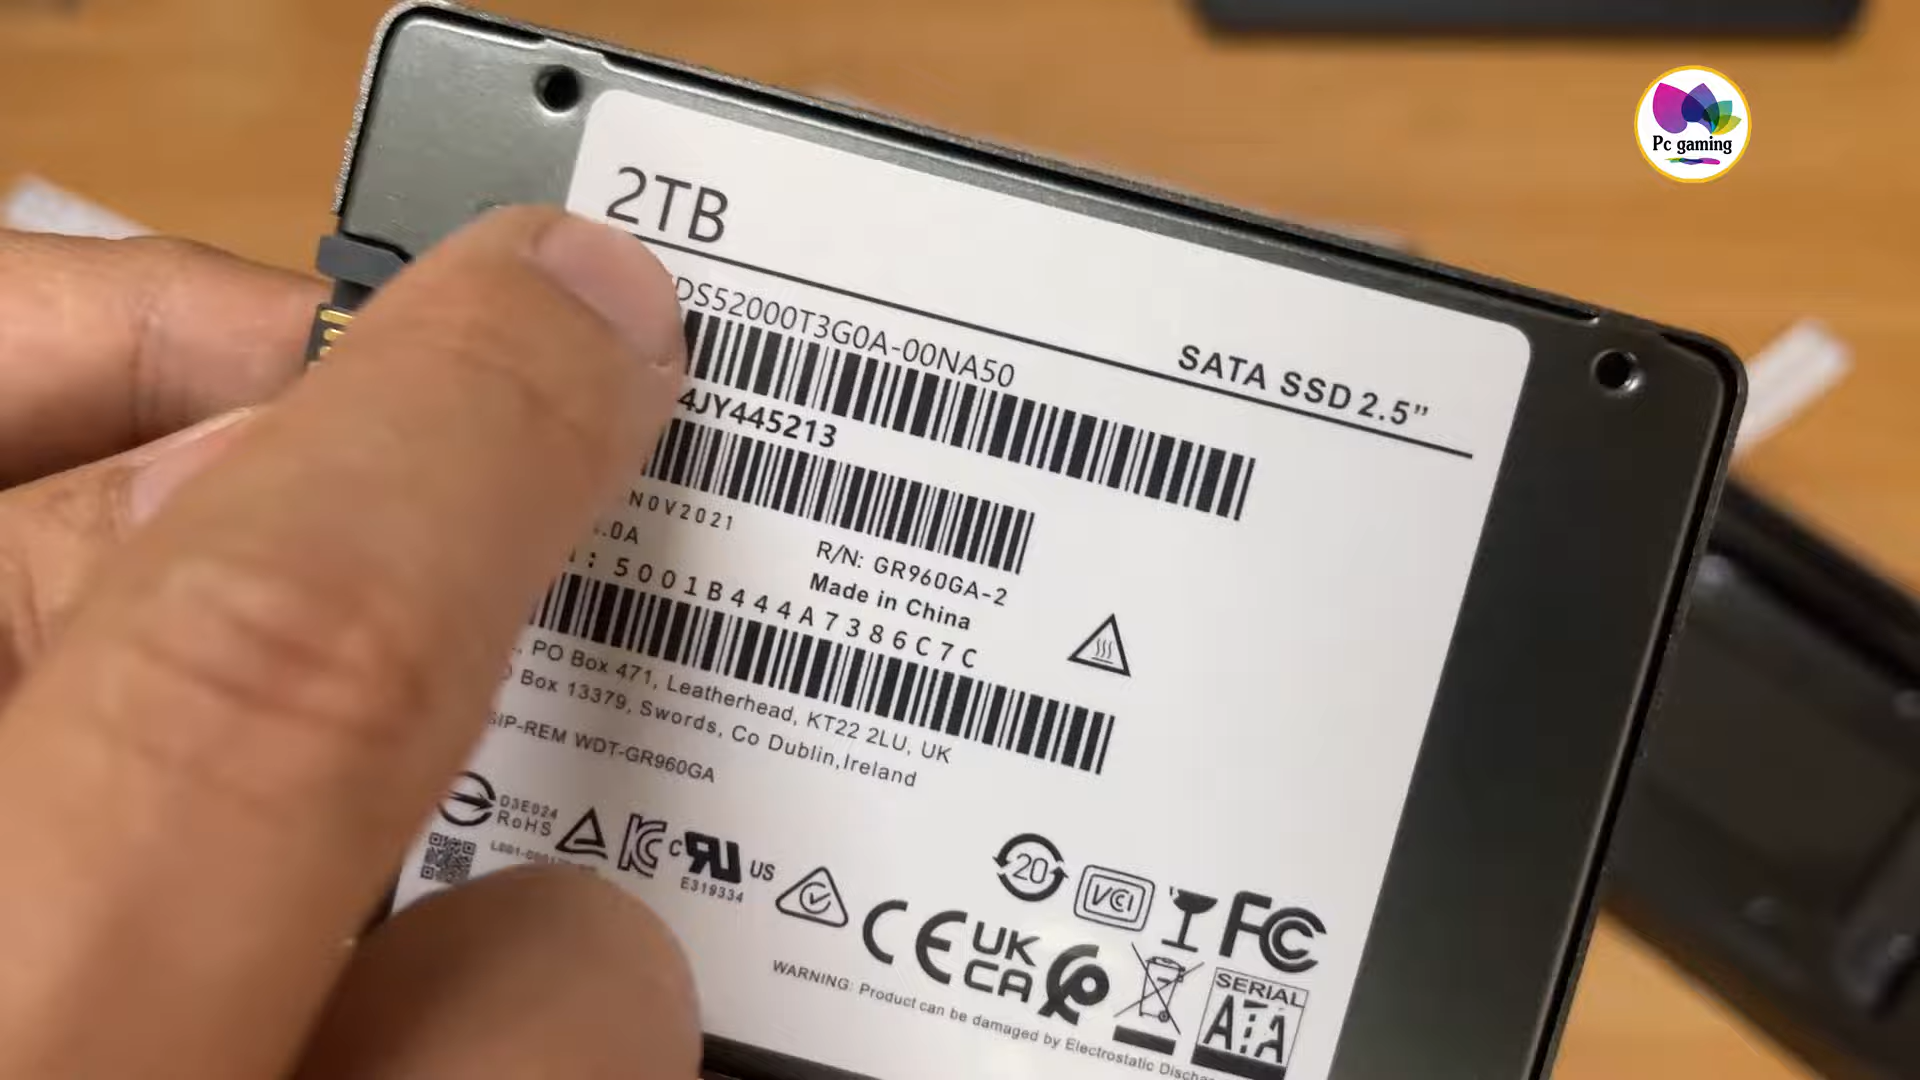 Pc gaming
2TB
SATA SSD 2.5”
DS52000T3G0A-00NA50
4JY445213
NOV2021
.0A
R/N: GR960GA-2
Made in China
: 5001B444A7386C7C
PO Box 471, Leatherhead, KT22 2LU, UK
Box 13379, Swords, Co Dublin,Ireland
SIP-REM WDT-GR960GA
D3E024
RoHS
C US
E319334
20
VCI
FC
CE
UK
CA
SERIAL
ATA
WARNING: Product can be damaged by Electrostatic Discha